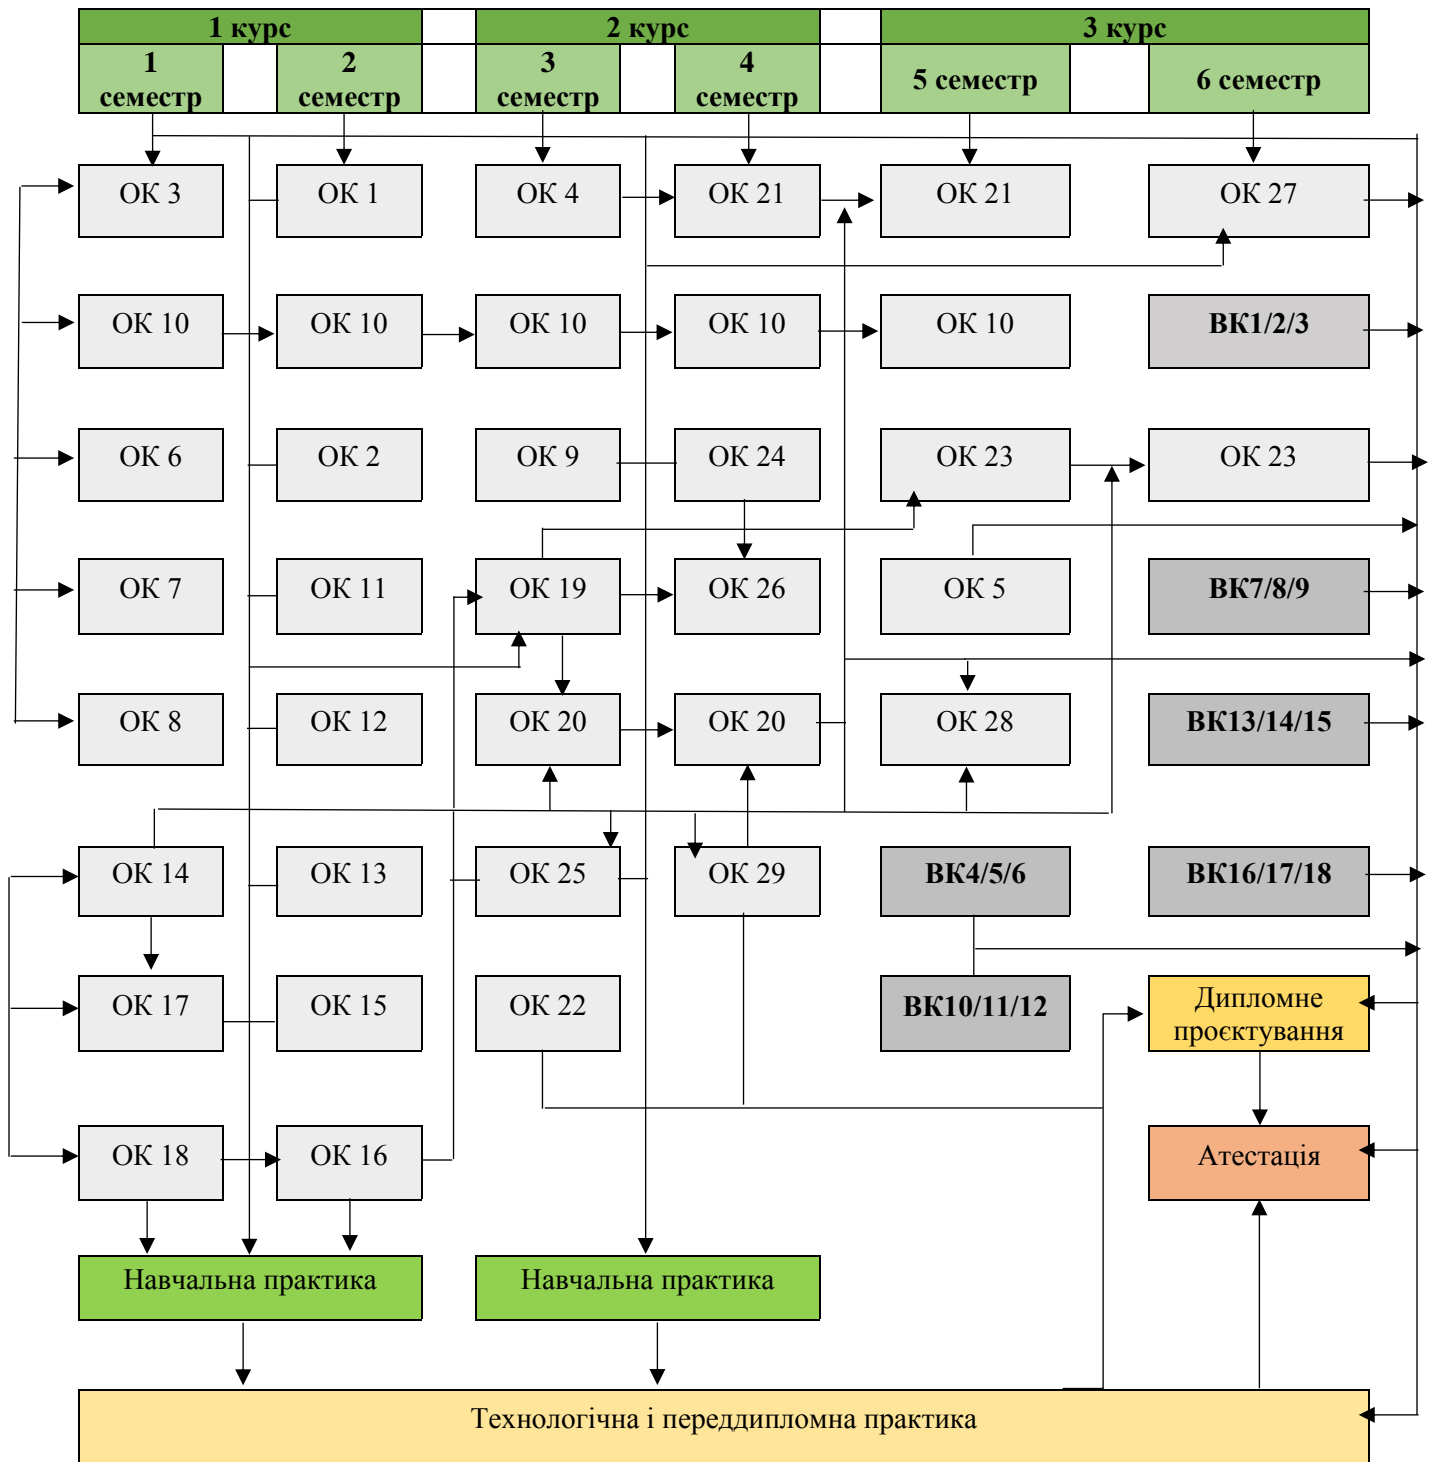 1 курс
2 курс
3 курс
1
семестр
2
семестр
3
семестр
4
семестр
5 семестр
6 семестр
ОК 3
ОК 1
ОК 4
ОК 21
ОК 21
ОК 27
ОК 10
ОК 10
ОК 10
ОК 10
ОК 10
ВК1/2/3
ОК 6
ОК 2
ОК 9
ОК 24
ОК 23
ОК 23
ОК 7
ОК 11
ОК 19
ОК 26
ОК 5
ВК7/8/9
ОК 8
ОК 12
ОК 20
ОК 20
ОК 28
ВК13/14/15
ОК 14
ОК 13
ОК 25
ОК 29
ВК4/5/6
ВК16/17/18
ОК 17
ОК 15
ОК 22
ВК10/11/12
Дипломне
проєктування
ОК 18
ОК 16
Атестація
Навчальна практика
Навчальна практика
Технологічна і переддипломна практика